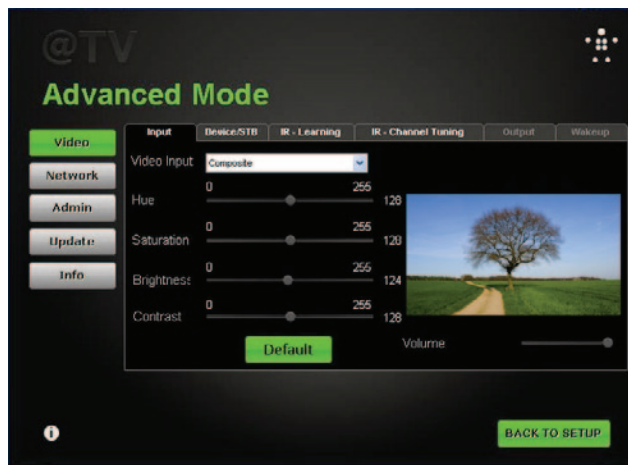 @TV
Advanced Mode
Video
Network
Admin
Update
Info
Input Device/STB IR - Learning IR - Channel Tuning Output Wakeup
Video Input Composite
0 255
Hue 128
0 255
Saturation 128
0 255
Brightness 124
0 255
Contrast 128
Default
Volume
BACK TO SETUP